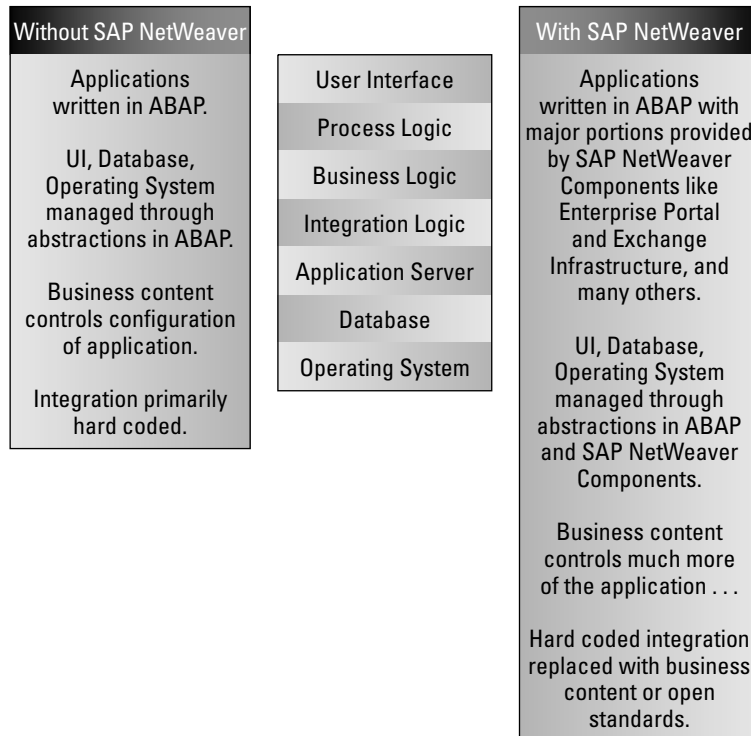 Without SAP NetWeaver
Applications
written in ABAP.
UI, Database,
Operating System
managed through
abstractions in ABAP.
Business content
controls configuration
of application.
Integration primarily
hard coded.
User Interface
Process Logic
Business Logic
Integration Logic
Application Server
Database
Operating System
With SAP NetWeaver
Applications
written in ABAP with
major portions provided
by SAP NetWeaver
Components like
Enterprise Portal
and Exchange
Infrastructure, and
many others.
UI, Database,
Operating System
managed through
abstractions in ABAP
and SAP NetWeaver
Components.
Business content
controls much more
of the application . . .
Hard coded integration
replaced with business
content or open
standards.